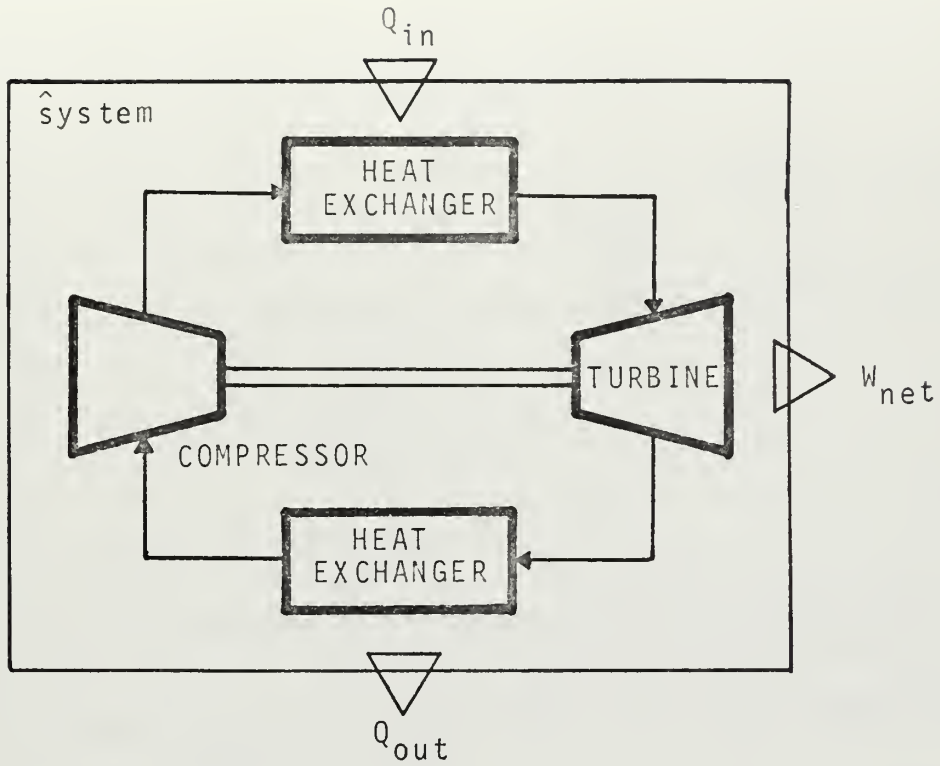 Q_in
ŝystem
HEAT
EXCHANGER
TURBINE
W_net
COMPRESSOR
HEAT
EXCHANGER
Q_out